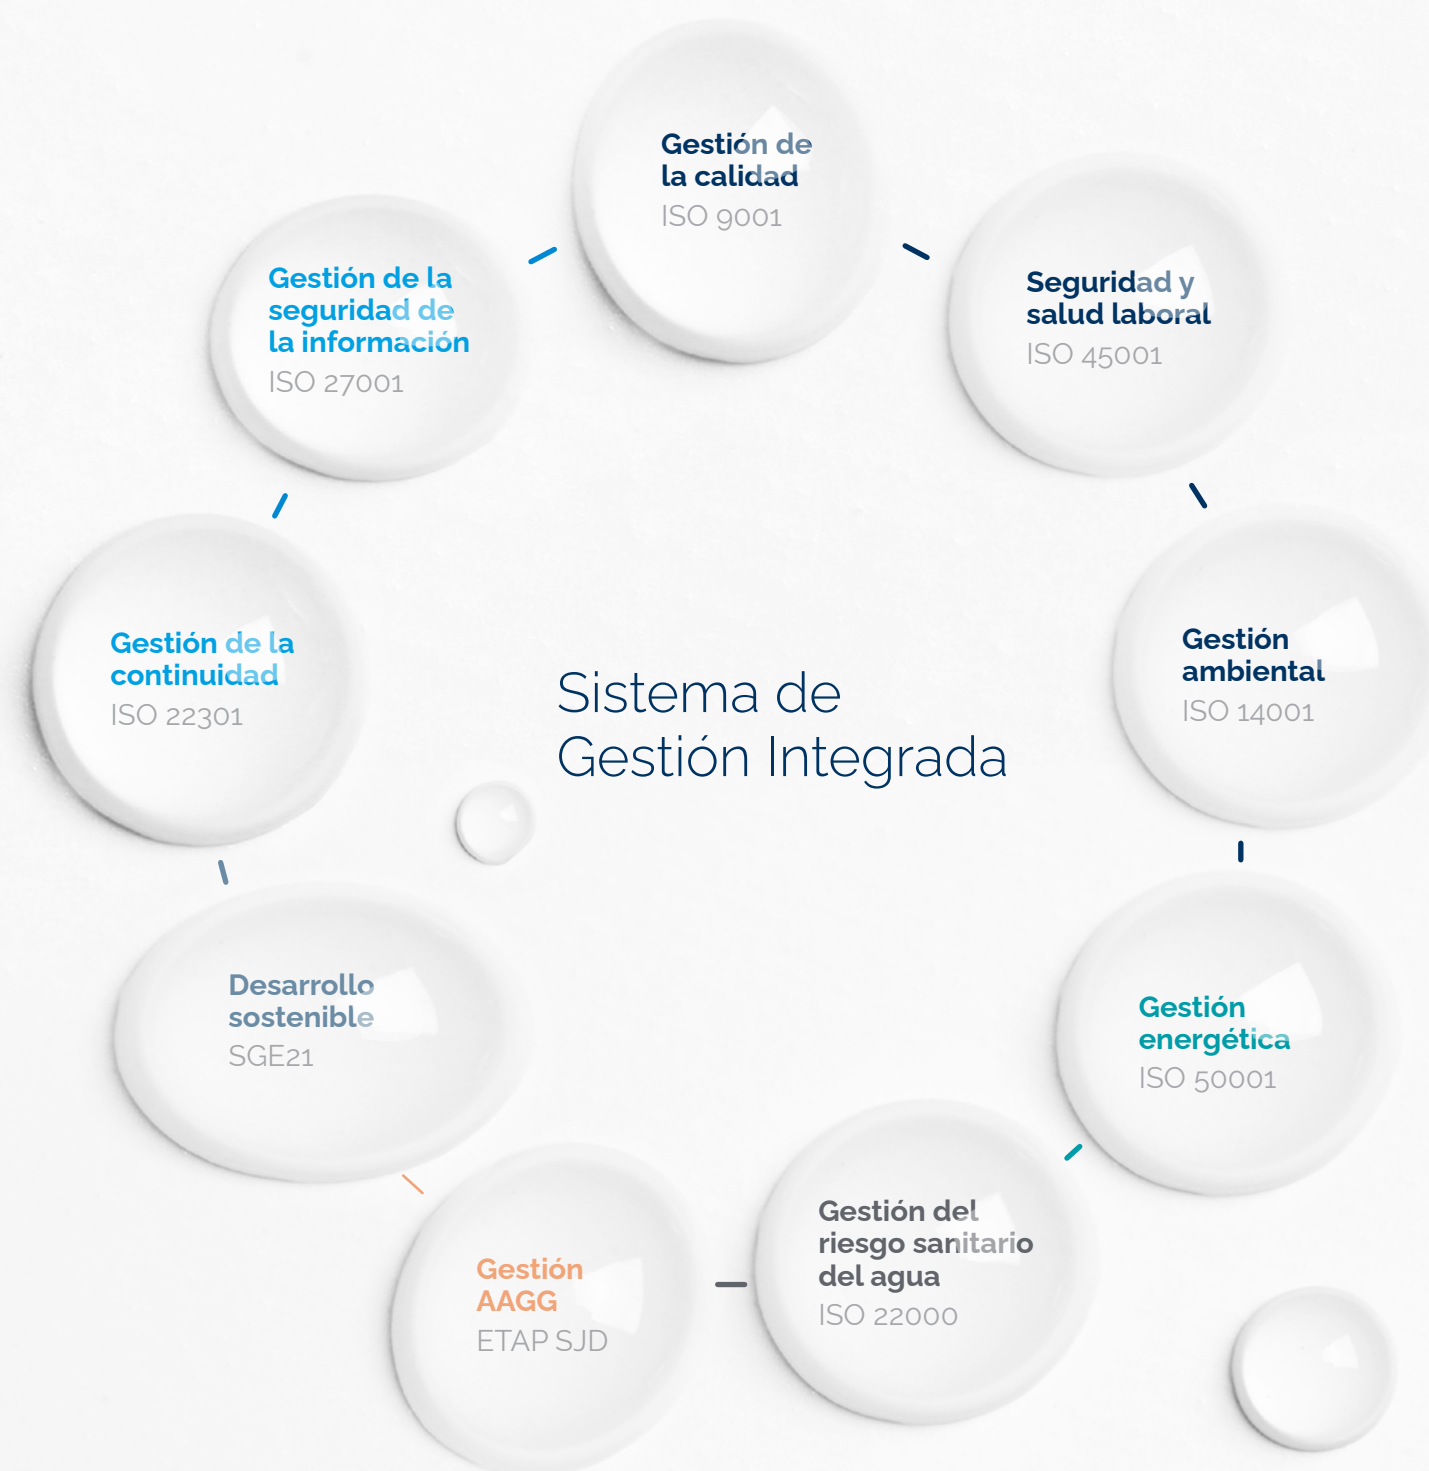 Gestión de
la calidad
ISO 9001
Seguridad y
salud laboral
ISO 45001
Gestión
ambiental
ISO 14001
Gestión
energética
ISO 50001
Gestión del
riesgo sanitario
del agua
ISO 22000
Gestión
AAGG
ETAP SJD
Desarrollo
sostenible
SGE21
Gestión de la
continuidad
ISO 22301
Gestión de la
seguridad de
la información
ISO 27001
Sistema de
Gestión Integrada